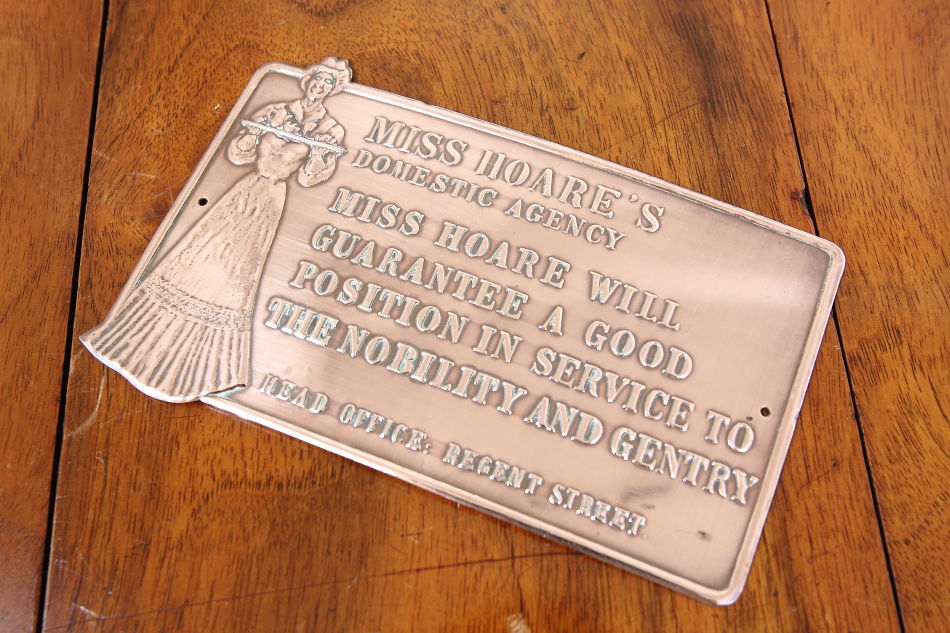 MISS HOARE'S
DOMESTIC AGENCY
MISS HOARE WILL
GUARANTEE A GOOD
POSITION IN SERVICE TO
THE NOBILITY AND GENTRY
HEAD OFFICE: REGENT STREET